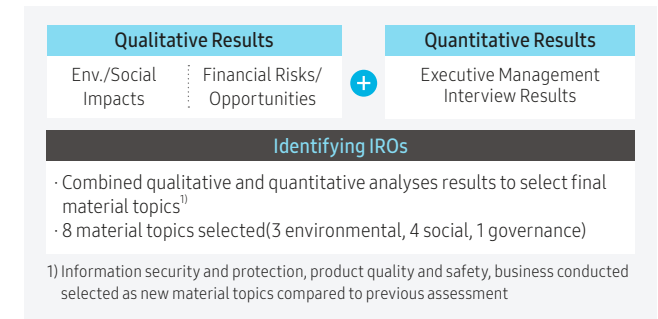 Qualitative Results
Env./Social
Impacts
Financial Risks/
Opportunities
+
Quantitative Results
Executive Management
Interview Results
Identifying IROs
· Combined qualitative and quantitative analyses results to select final
material topics1)
· 8 material topics selected(3 environmental, 4 social, 1 governance)
1) Information security and protection, product quality and safety, business conducted
selected as new material topics compared to previous assessment